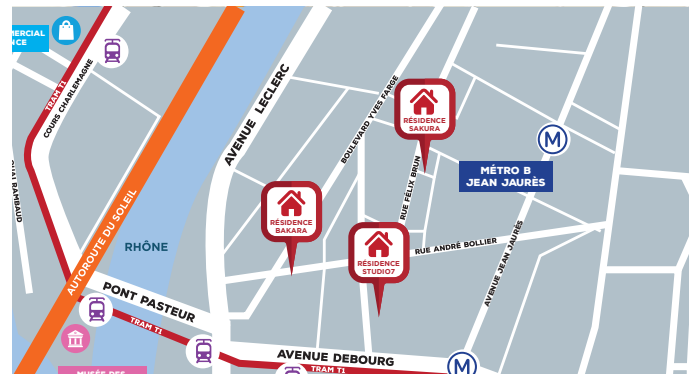 MERCIAL
NCE
TRAM T1
COURS CHARLEMAGNE
AVENUE LECLERC
BOULEVARD YVES FARGE
RÉSIDENCE
SAKURA
M
MÉTRO B
JEAN JAURÈS
RUE FÉLIX BRUN
RAMBAUD
AUTOROUTE DU SOLEIL
RHÔNE
RÉSIDENCE
BAKARA
RÉSIDENCE
STUDIO7
RUE ANDRÉ BOLLIER
AVENUE JEAN JAURÈS
PONT PASTEUR
TRAM T1
AVENUE DEBOURG
TRAM T1
M
MUSÉE DES